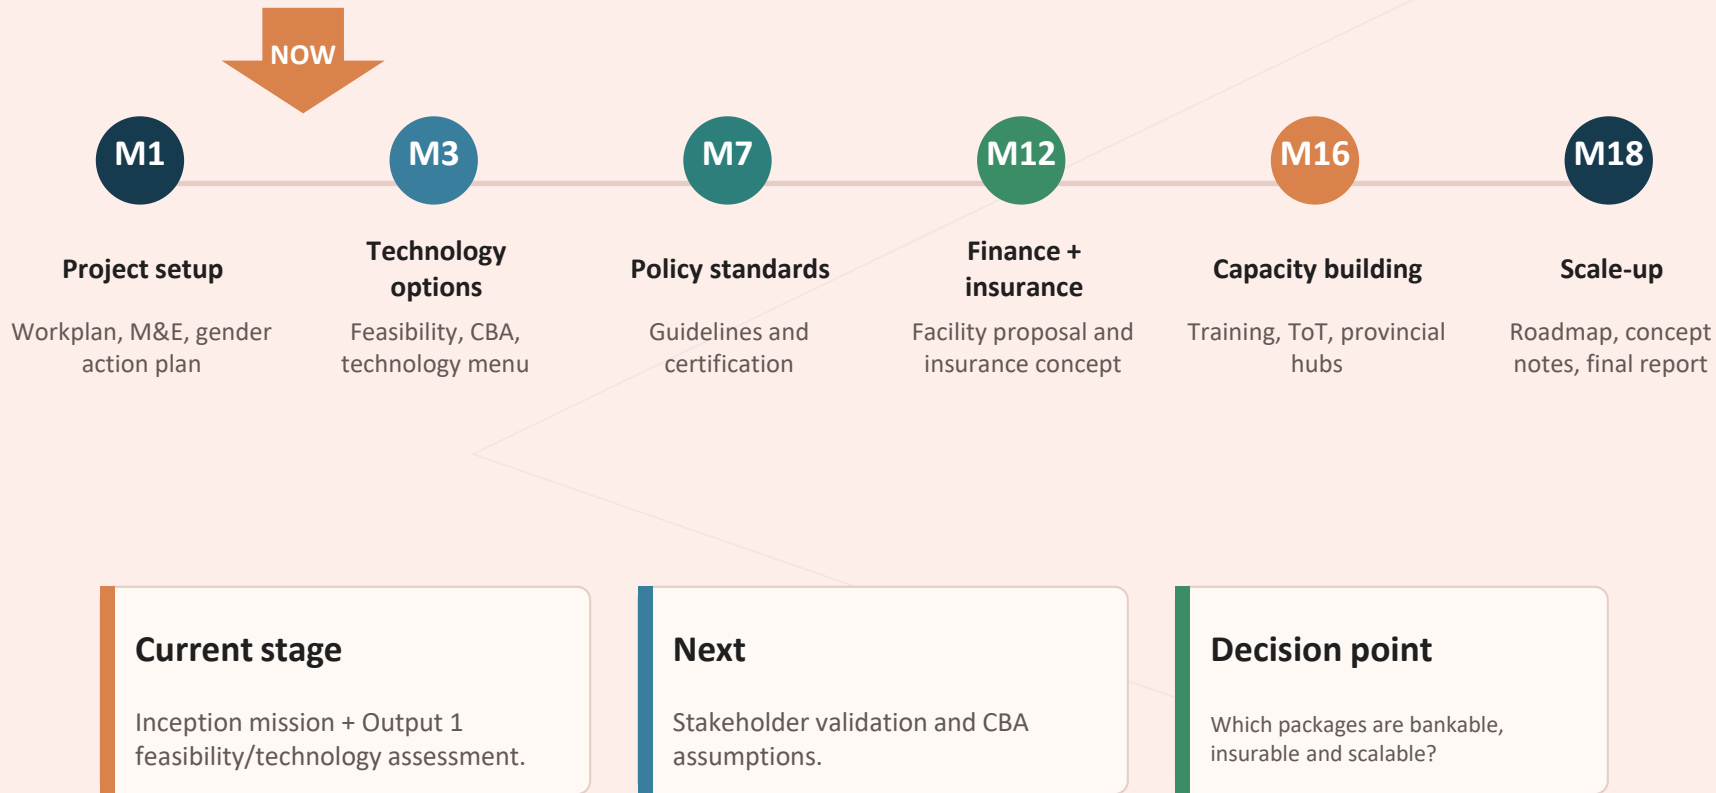 NOW
M1
M3
M7
M12
M16
M18
Project setup
Technology
options
Policy standards
Finance +
insurance
Capacity building
Scale-up
Workplan, M&E, gender
action plan
Feasibility, CBA,
technology menu
Guidelines and
certification
Facility proposal and
insurance concept
Training, ToT, provincial
hubs
Roadmap, concept
notes, final report
Current stage
Inception mission + Output 1
feasibility/technology assessment.
Next
Stakeholder validation and CBA
assumptions.
Decision point
Which packages are bankable,
insurable and scalable?